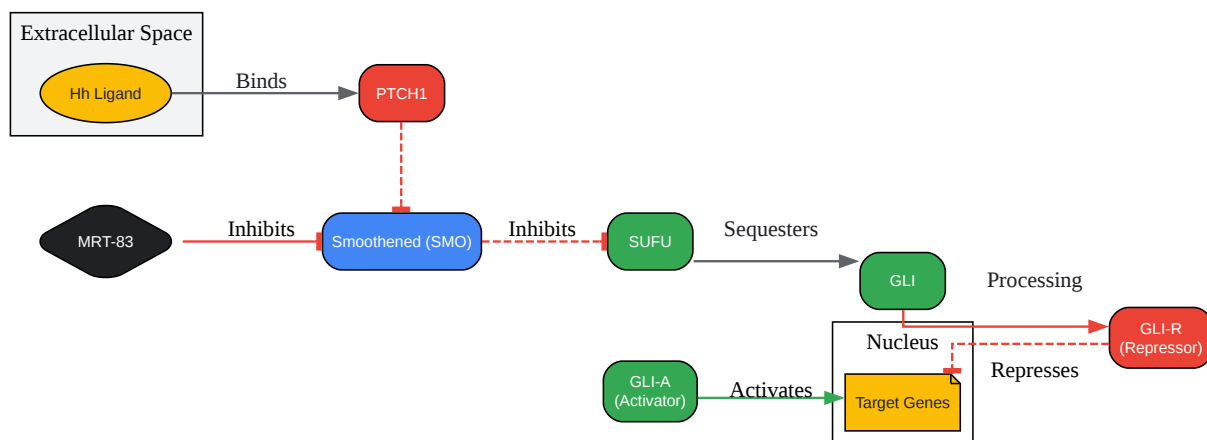 Extracellular Space
Hh Ligand
Binds
PTCH1
MRT-83
Inhibits
Smoothened (SMO)
Inhibits
SUFU
Sequesters
GLI
Processing
GLI-R
(Repressor)
Nucleus
Represses
GLI-A
(Activator)
Activates
Target Genes